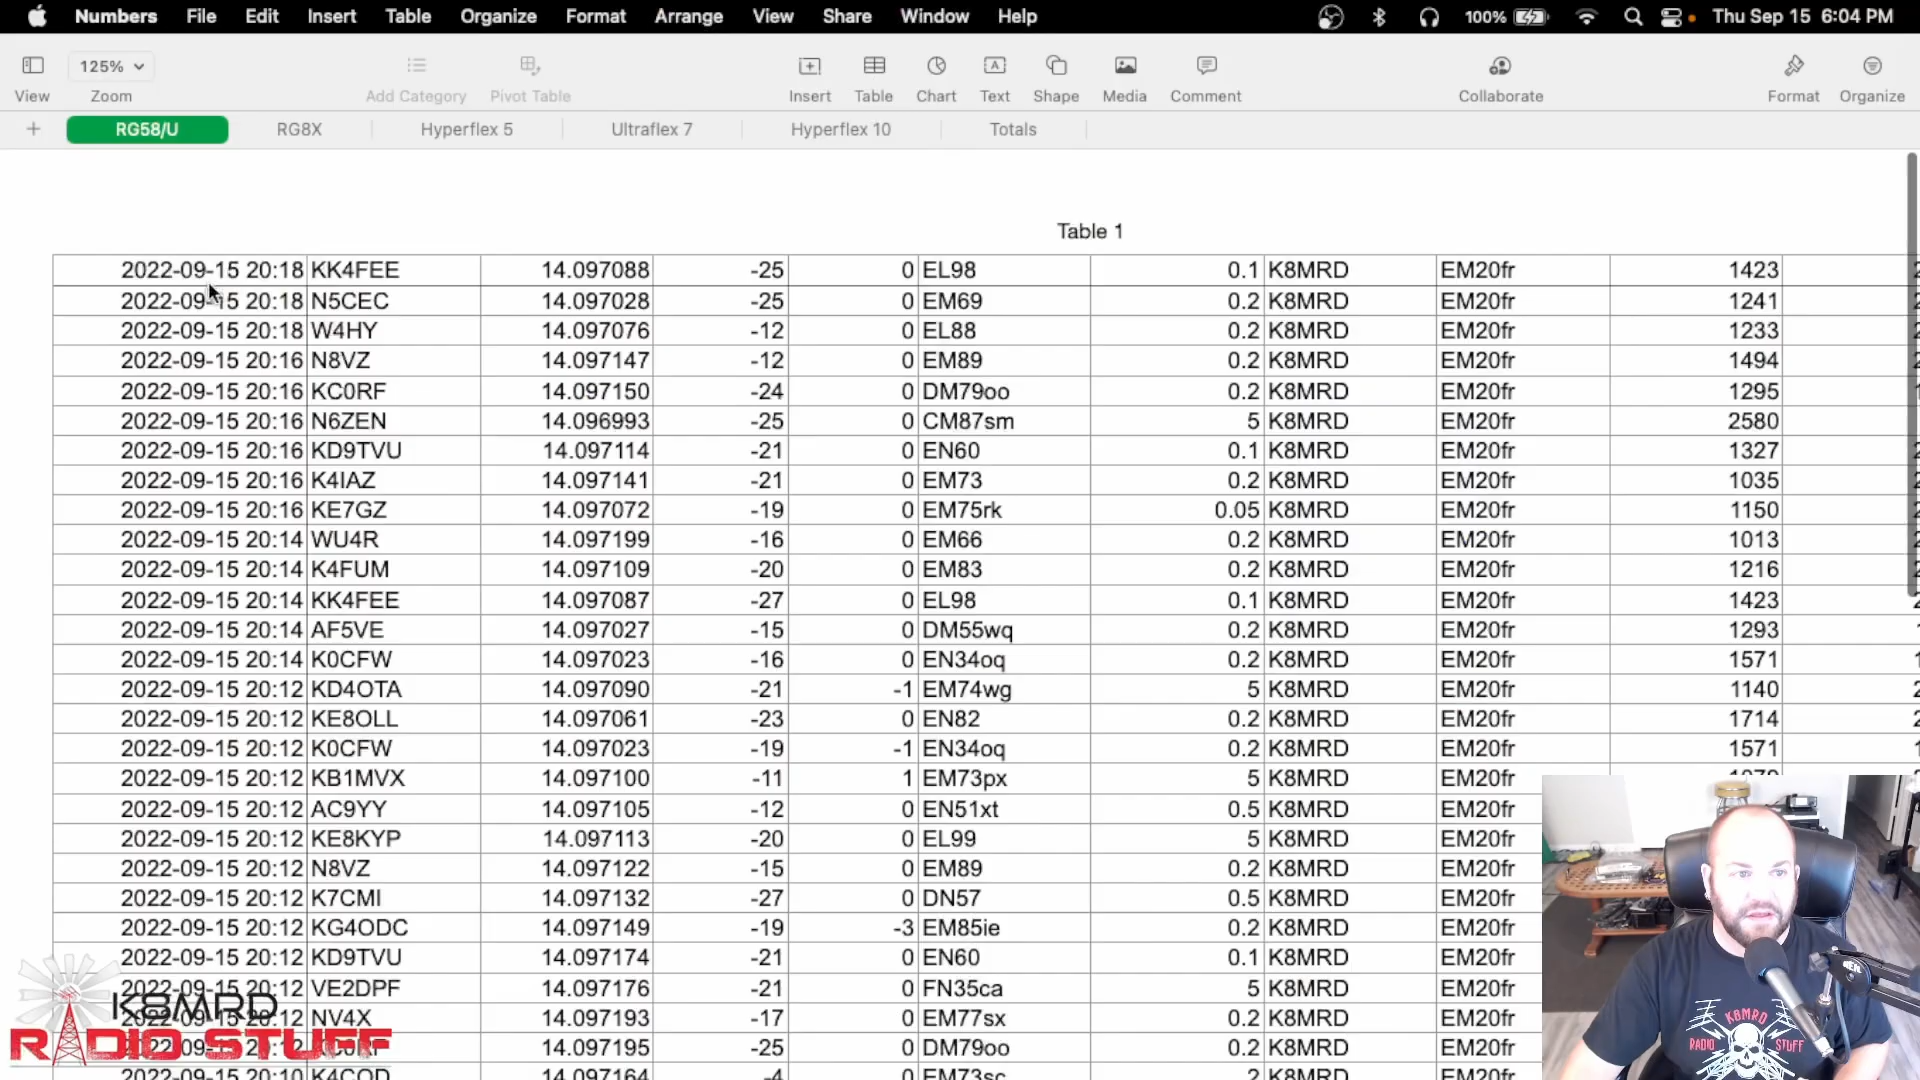 Numbers File Edit Insert Table Organize Format Arrange View Share Window Help 100% Thu Sep 15 6:04 PM
125%
View Zoom Add Category Pivot Table Insert Table Chart Text Shape Media Comment Collaborate Format Organize
RG58/U RG8X Hyperflex 5 Ultraflex 7 Hyperflex 10 Totals
Table 1
2022-09-15 20:18 KK4FEE 14.097088 -25 0 EL98 0.1 K8MRD EM20fr 1423
2022-09-15 20:18 N5CEC 14.097028 -25 0 EM69 0.2 K8MRD EM20fr 1241
2022-09-15 20:18 W4HY 14.097076 -12 0 EL88 0.2 K8MRD EM20fr 1233
2022-09-15 20:16 N8VZ 14.097147 -12 0 EM89 0.2 K8MRD EM20fr 1494
2022-09-15 20:16 KC0RF 14.097150 -24 0 DM79oo 0.2 K8MRD EM20fr 1295
2022-09-15 20:16 N6ZEN 14.096993 -25 0 CM87sm 5 K8MRD EM20fr 2580
2022-09-15 20:16 KD9TVU 14.097114 -21 0 EN60 0.1 K8MRD EM20fr 1327
2022-09-15 20:16 K4IAZ 14.097141 -21 0 EM73 0.2 K8MRD EM20fr 1035
2022-09-15 20:16 KE7GZ 14.097072 -19 0 EM75rk 0.05 K8MRD EM20fr 1150
2022-09-15 20:14 WU4R 14.097199 -16 0 EM66 0.2 K8MRD EM20fr 1013
2022-09-15 20:14 K4FUM 14.097109 -20 0 EM83 0.2 K8MRD EM20fr 1216
2022-09-15 20:14 KK4FEE 14.097087 -27 0 EL98 0.1 K8MRD EM20fr 1423
2022-09-15 20:14 AF5VE 14.097027 -15 0 DM55wq 0.2 K8MRD EM20fr 1293
2022-09-15 20:14 K0CFW 14.097023 -16 0 EN34oq 0.2 K8MRD EM20fr 1571
2022-09-15 20:12 KD4OTA 14.097090 -21 -1 EM74wg 5 K8MRD EM20fr 1140
2022-09-15 20:12 KE8OLL 14.097061 -23 0 EN82 0.2 K8MRD EM20fr 1714
2022-09-15 20:12 K0CFW 14.097023 -19 -1 EN34oq 0.2 K8MRD EM20fr 1571
2022-09-15 20:12 KB1MVX 14.097100 -11 1 EM73px 5 K8MRD EM20fr
2022-09-15 20:12 AC9YY 14.097105 -12 0 EN51xt 0.5 K8MRD EM20fr
2022-09-15 20:12 KE8KYP 14.097113 -20 0 EL99 5 K8MRD EM20fr
2022-09-15 20:12 N8VZ 14.097122 -15 0 EM89 0.2 K8MRD EM20fr
2022-09-15 20:12 K7CMI 14.097132 -27 0 DN57 0.5 K8MRD EM20fr
2022-09-15 20:12 KG4ODC 14.097149 -19 -3 EM85ie 0.2 K8MRD EM20fr
2022-09-15 20:12 KD9TVU 14.097174 -21 0 EN60 0.1 K8MRD EM20fr
2022-09-15 20:12 VE2DPF 14.097176 -21 0 FN35ca 5 K8MRD EM20fr
NV4X 14.097193 -17 0 EM77sx 0.2 K8MRD EM20fr
14.097195 -25 0 DM79oo 0.2 K8MRD EM20fr
2022-09-15 20:10 K4COD 14.097164 -4 0 EM73sc 2 K8MRD EM20fr
K8MRD
RADIO STUFF
K8MRD
RADIO STUFF